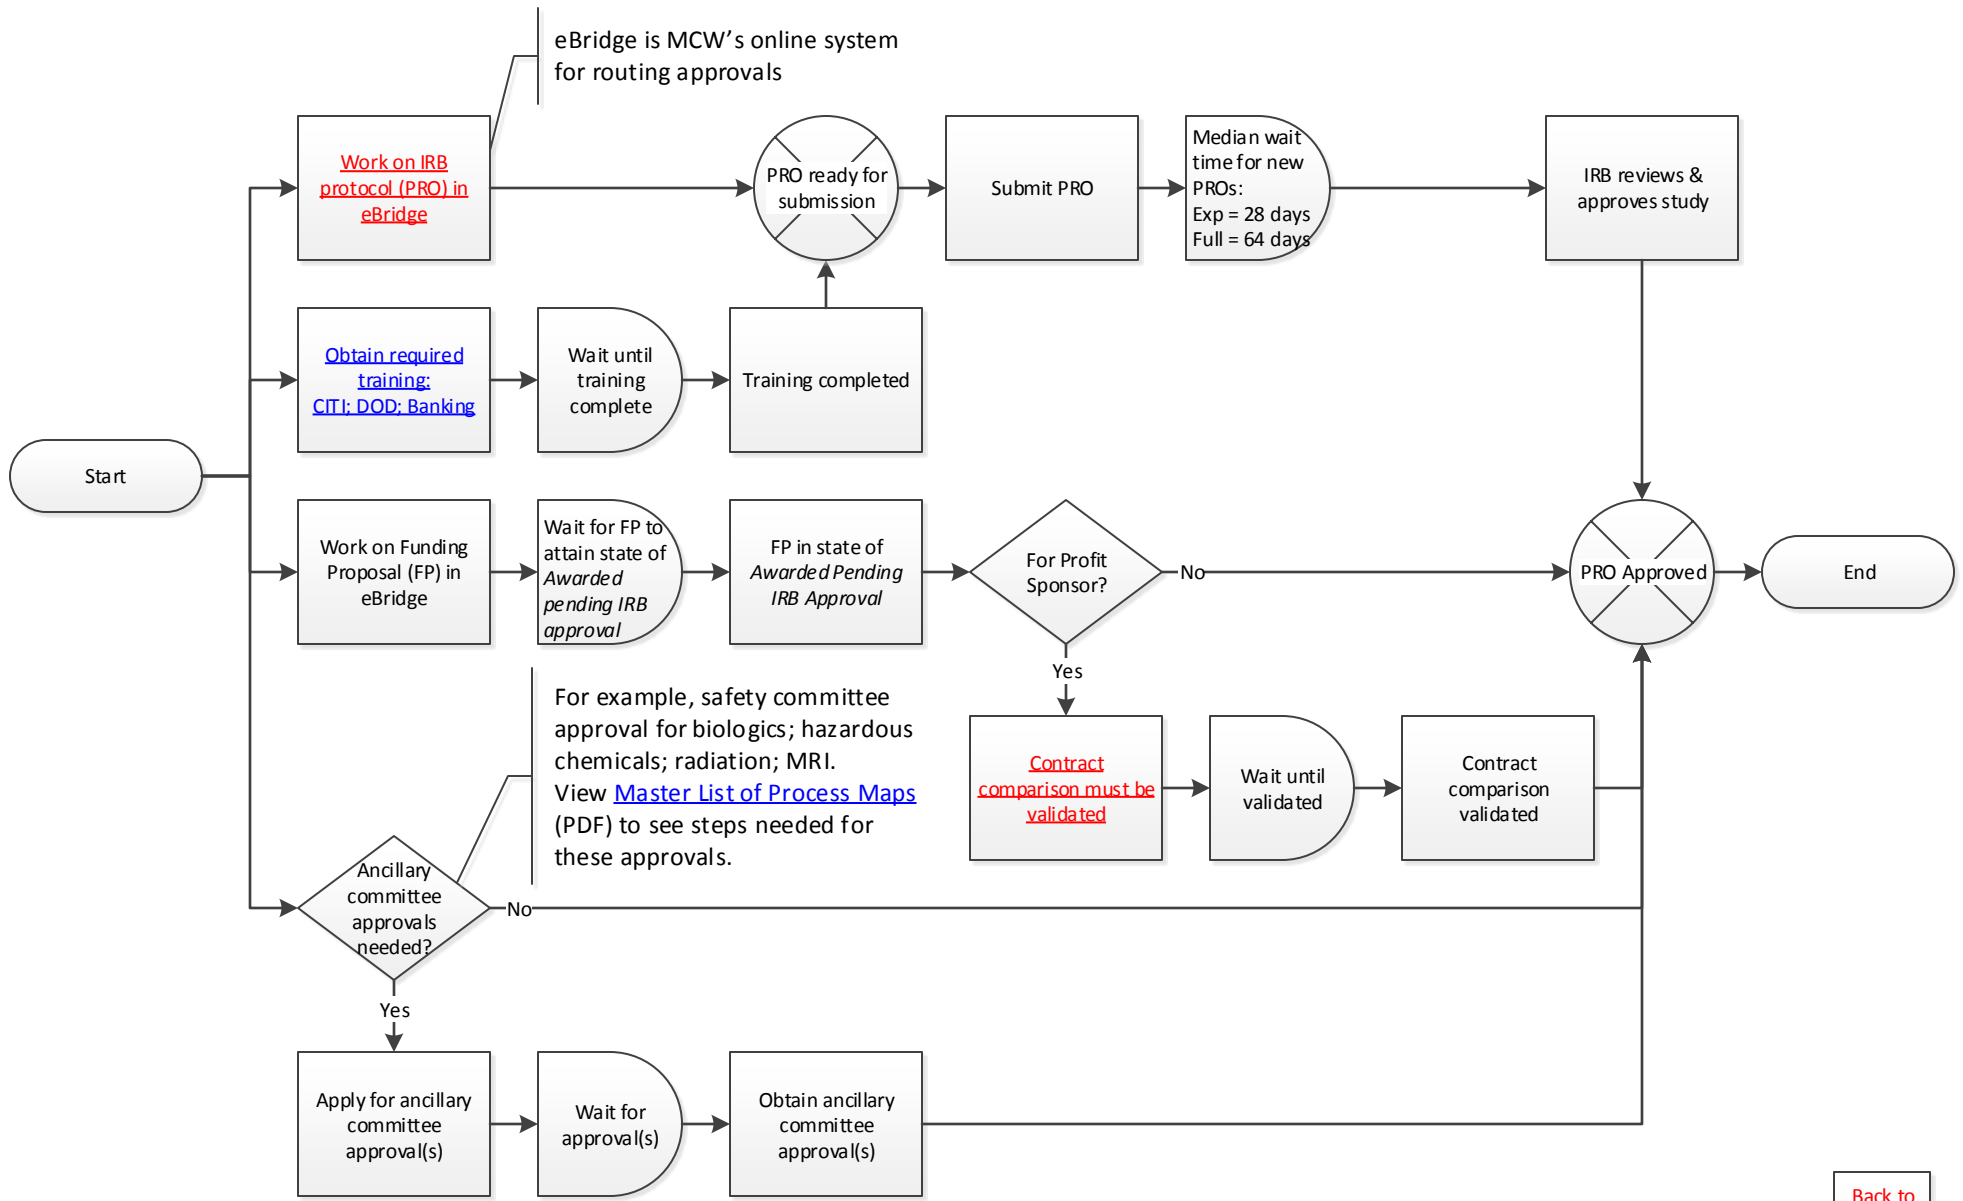 eBridge is MCW's online system
for routing approvals
Work on IRB
protocol (PRO) in
eBridge
PRO ready for
submission
Submit PRO
Median wait
time for new
PROs:
Exp = 28 days
Full = 64 days
IRB reviews &
approves study
Obtain required
training:
CITI; DOD; Banking
Wait until
training
complete
Training completed
Start
Work on Funding
Proposal (FP) in
eBridge
Wait for FP to
attain state of
Awarded
pending IRB
approval
FP in state of
Awarded Pending
IRB Approval
For Profit
Sponsor?
No
PRO Approved
End
Yes
For example, safety committee
approval for biologics; hazardous
chemicals; radiation; MRI.
View Master List of Process Maps
(PDF) to see steps needed for
these approvals.
Contract
comparison must be
validated
Wait until
validated
Contract
comparison
validated
Ancillary
committee
approvals
needed?
No
Yes
Apply for ancillary
committee
approval(s)
Wait for
approval(s)
Obtain ancillary
committee
approval(s)
Back to